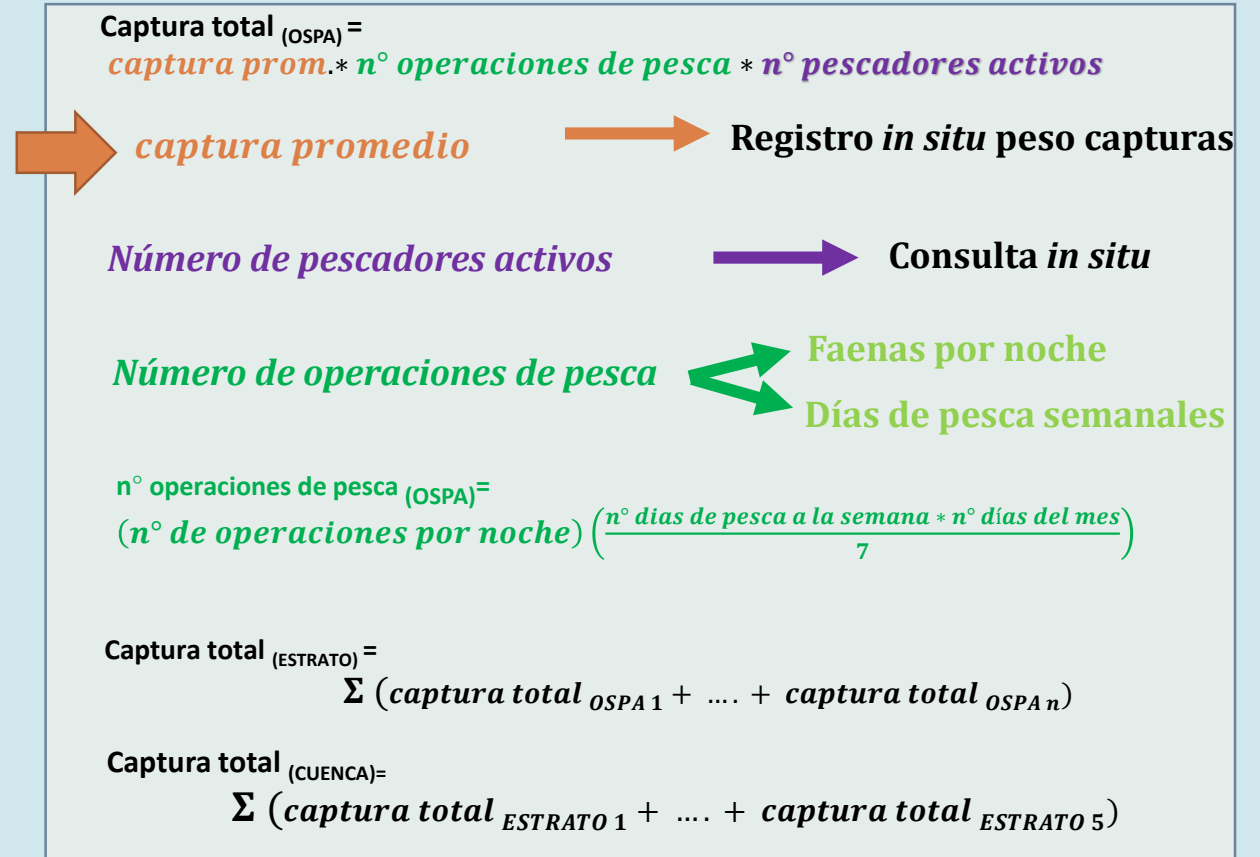 Captura total (OSPA) =
captura prom.* n° operaciones de pesca * n° pescadores activos
captura promedio Registro in situ peso capturas
Número de pescadores activos Consulta in situ
Número de operaciones de pesca
Faenas por noche
Días de pesca semanales
n° operaciones de pesca (OSPA)=
(n° de operaciones por noche) (n° dias de pesca a la semana * n° días del mes / 7)
Captura total (ESTRATO) =
Σ (captura total OSPA 1 + .... + captura total OSPA n)
Captura total (CUENCA)=
Σ (captura total ESTRATO 1 + .... + captura total ESTRATO 5)